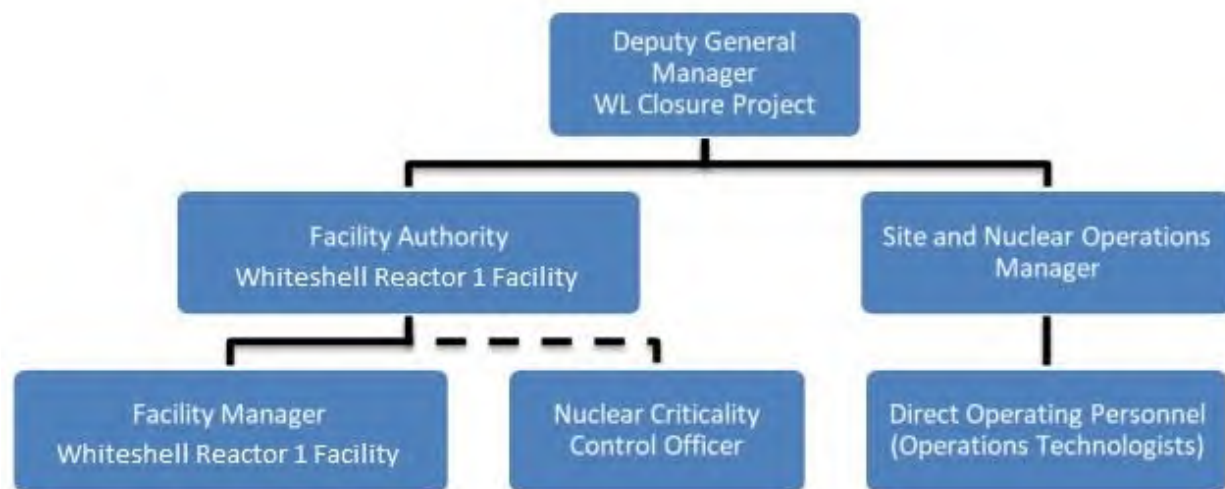 Deputy General
Manager
WL Closure Project
Facility Authority
Whiteshell Reactor 1 Facility
Site and Nuclear Operations
Manager
Facility Manager
Whiteshell Reactor 1 Facility
Nuclear Criticality
Control Officer
Direct Operating Personnel
(Operations Technologists)